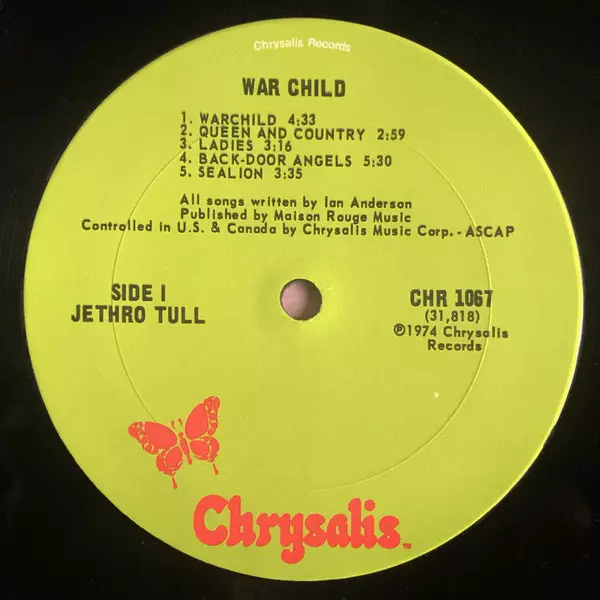 Chrysalis Records
WAR CHILD
1. WARCHILD 4:33
2. QUEEN AND COUNTRY 2:59
3. LADIES 3:16
4. BACK-DOOR ANGELS 5:30
5. SEALION 3:35
All songs written by Ian Anderson
Published by Maison Rouge Music
Controlled in U.S. & Canada by Chrysalis Music Corp. - ASCAP
SIDE I
JETHRO TULL
CHR 1067
(31,818)
℗1974 Chrysalis
Records
Chrysalis™